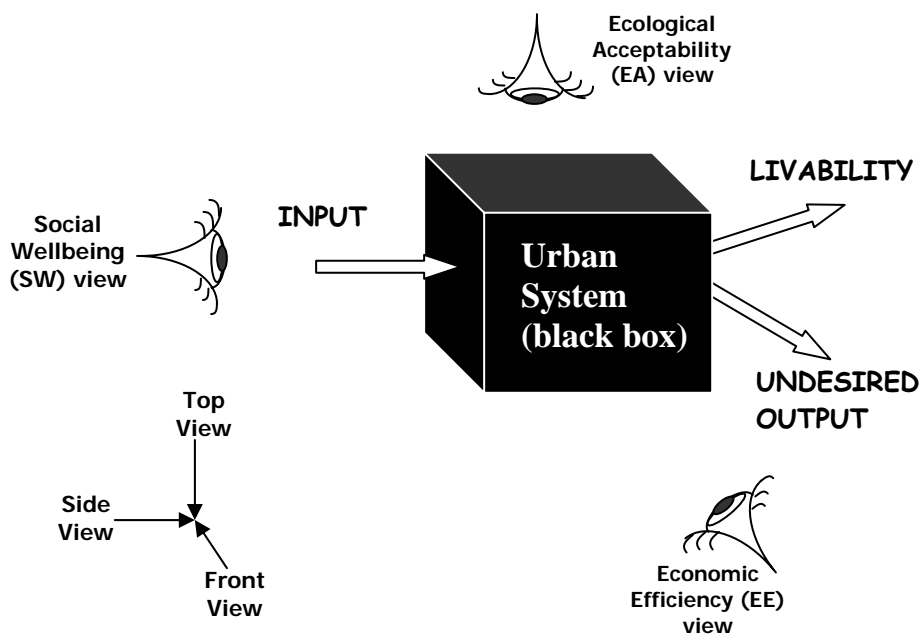 Ecological
Acceptability
(EA) view
LIVABILITY
INPUT
Social
Wellbeing
(SW) view
Urban
System
(black box)
UNDESIRED
OUTPUT
Top
View
Side
View
Front
View
Economic
Efficiency (EE)
view